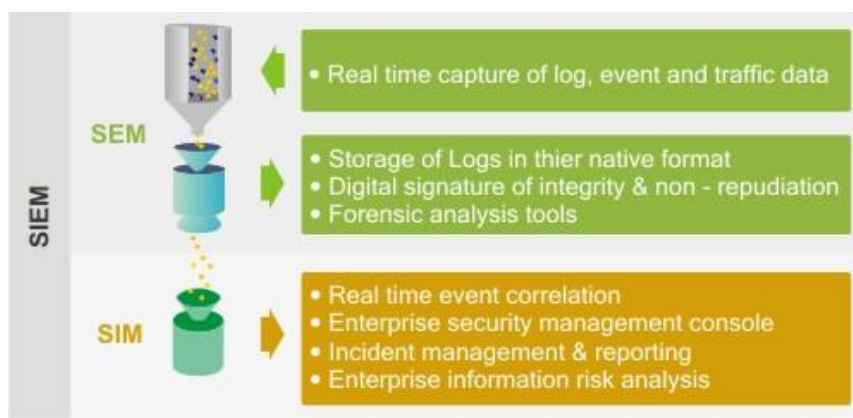 SIEM
SEM
• Real time capture of log, event and traffic data
• Storage of Logs in thier native format
• Digital signature of integrity & non - repudiation
• Forensic analysis tools
SIM
• Real time event correlation
• Enterprise security management console
• Incident management & reporting
• Enterprise information risk analysis